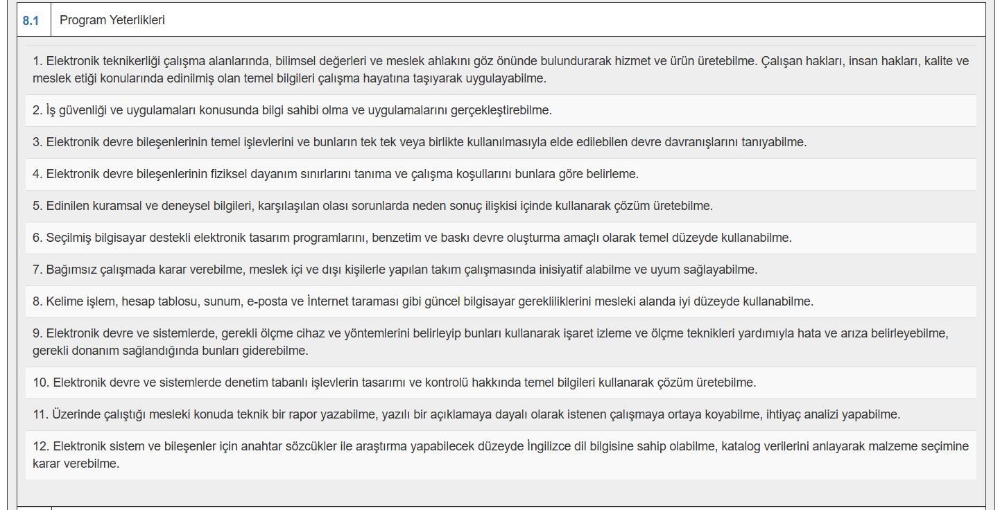 8.1 Program Yeterlikleri
1. Elektronik teknikerliği çalışma alanlarında, bilimsel değerleri ve meslek ahlakını göz önünde bulundurarak hizmet ve ürün üretebilme. Çalışan hakları, insan hakları, kalite ve
meslek etiği konularında edinilmiş olan temel bilgileri çalışma hayatına taşıyarak uygulayabilme.
2. İş güvenliği ve uygulamaları konusunda bilgi sahibi olma ve uygulamalarını gerçekleştirebilme.
3. Elektronik devre bileşenlerinin temel işlevlerini ve bunların tek tek veya birlikte kullanılmasıyla elde edilebilen devre davranışlarını tanıyabilme.
4. Elektronik devre bileşenlerinin fiziksel dayanım sınırlarını tanıma ve çalışma koşullarını bunlara göre belirleme.
5. Edinilen kuramsal ve deneysel bilgileri, karşılaşılan olası sorunlarda neden sonuç ilişkisi içinde kullanarak çözüm üretebilme.
6. Seçilmiş bilgisayar destekli elektronik tasarım programlarını, benzetim ve baskı devre oluşturma amaçlı olarak temel düzeyde kullanabilme.
7. Bağımsız çalışmada karar verebilme, meslek içi ve dışı kişilerle yapılan takım çalışmasında inisiyatif alabilme ve uyum sağlayabilme.
8. Kelime işlem, hesap tablosu, sunum, e-posta ve İnternet taraması gibi güncel bilgisayar gerekliliklerini mesleki alanda iyi düzeyde kullanabilme.
9. Elektronik devre ve sistemlerde, gerekli ölçme cihaz ve yöntemlerini belirleyip bunları kullanarak işaret izleme ve ölçme teknikleri yardımıyla hata ve arıza belirleyebilme,
gerekli donanım sağlandığında bunları giderebilme.
10. Elektronik devre ve sistemlerde denetim tabanlı işlevlerin tasarımı ve kontrolü hakkında temel bilgileri kullanarak çözüm üretebilme.
11. Üzerinde çalıştığı mesleki konuda teknik bir rapor yazabilme, yazılı bir açıklamaya dayalı olarak istenen çalışmaya ortaya koyabilme, ihtiyaç analizi yapabilme.
12. Elektronik sistem ve bileşenler için anahtar sözcükler ile araştırma yapabilecek düzeyde İngilizce dil bilgisine sahip olabilme, katalog verilerini anlayarak malzeme seçimine
karar verebilme.